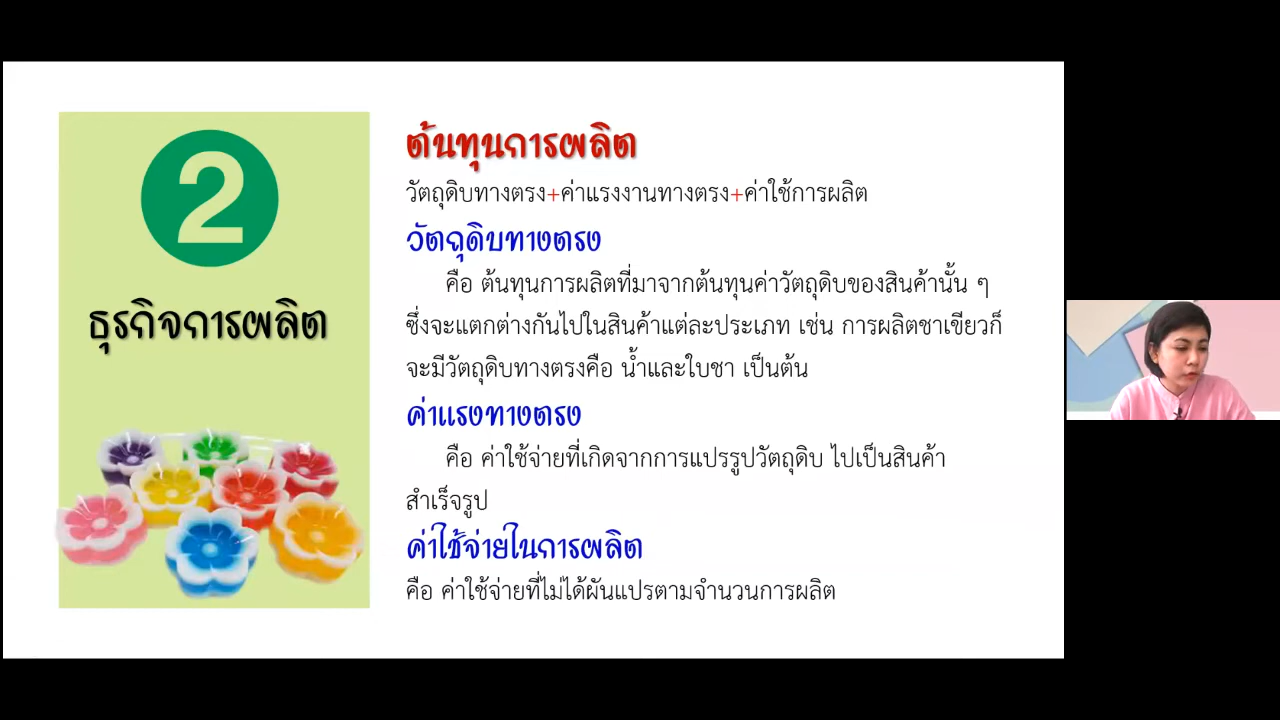 2
ธุรกิจการผลิต
ต้นทุนการผลิต
วัตถุดิบทางตรง+ค่าแรงงานทางตรง+ค่าใช้การผลิต
วัตถุดิบทางตรง
คือ ต้นทุนการผลิตที่มาจากต้นทุนค่าวัตถุดิบของสินค้านั้น ๆ
ซึ่งจะแตกต่างกันไปในสินค้าแต่ละประเภท เช่น การผลิตชาเขียวก็
จะมีวัตถุดิบทางตรงคือ น้ำและใบชา เป็นต้น
ค่าแรงทางตรง
คือ ค่าใช้จ่ายที่เกิดจากการแปรรูปวัตถุดิบ ไปเป็นสินค้า
สำเร็จรูป
ค่าใช้จ่ายในการผลิต
คือ ค่าใช้จ่ายที่ไม่ได้ผันแปรตามจำนวนการผลิต